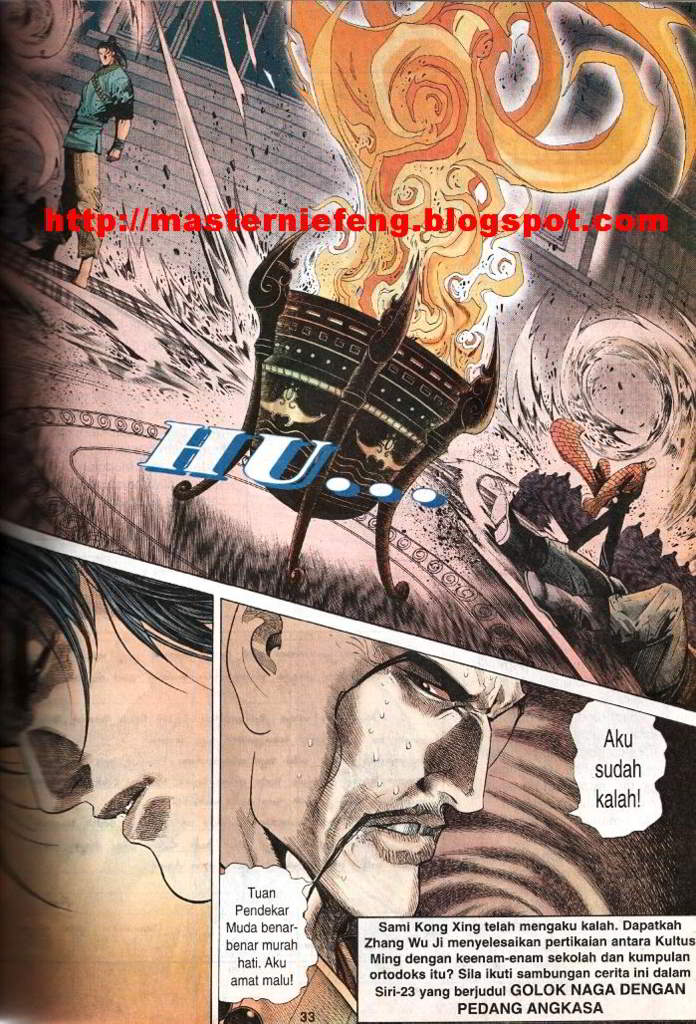 http://masterniefeng.blogspot.com
HU...
Aku
sudah
kalah!
Tuan
Pendekar
Muda benar-
benar murah
hati. Aku
amat malu!
Sami Kong Xing telah mengaku kalah. Dapatkah
Zhang Wu Ji menyelesaikan pertikaian antara Kultus
Ming dengan keenam-enam sekolah dan kumpulan
ortodoks itu? Sila ikuti sambungan cerita ini dalam
Siri-23 yang berjudul GOLOK NAGA DENGAN
PEDANG ANGKASA
33